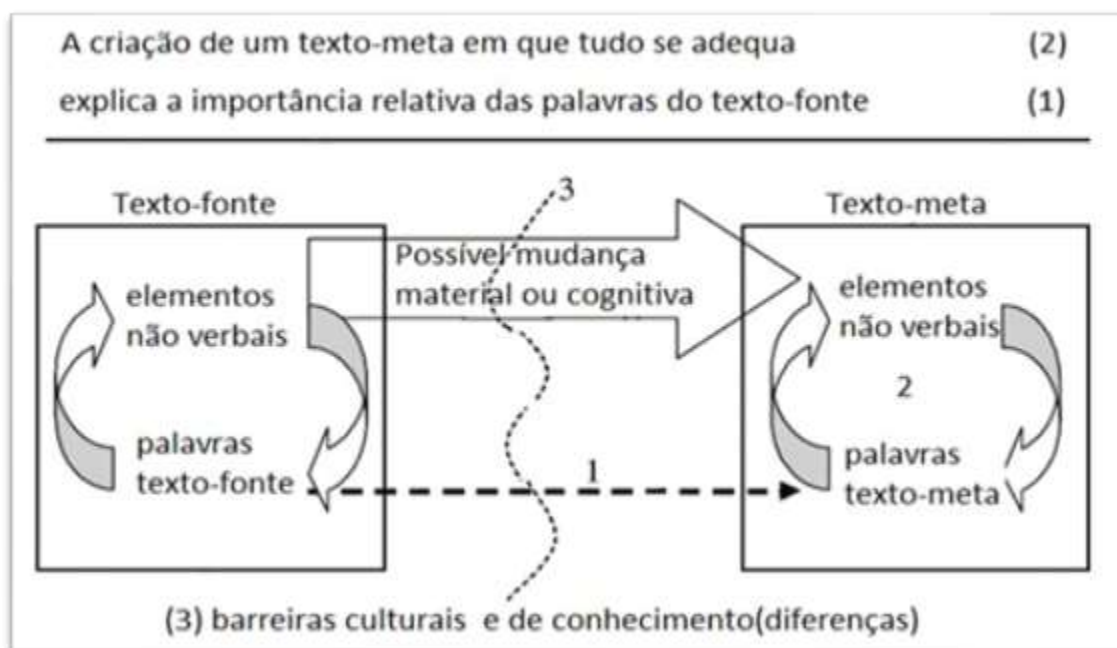 A criação de um texto-meta em que tudo se adequa (2)
explica a importância relativa das palavras do texto-fonte (1)
3
Texto-fonte
Texto-meta
Possível mudança
material ou cognitiva
elementos
não verbais
elementos
não verbais
2
palavras
texto-fonte
1
palavras
texto-meta
(3) barreiras culturais e de conhecimento(diferenças)